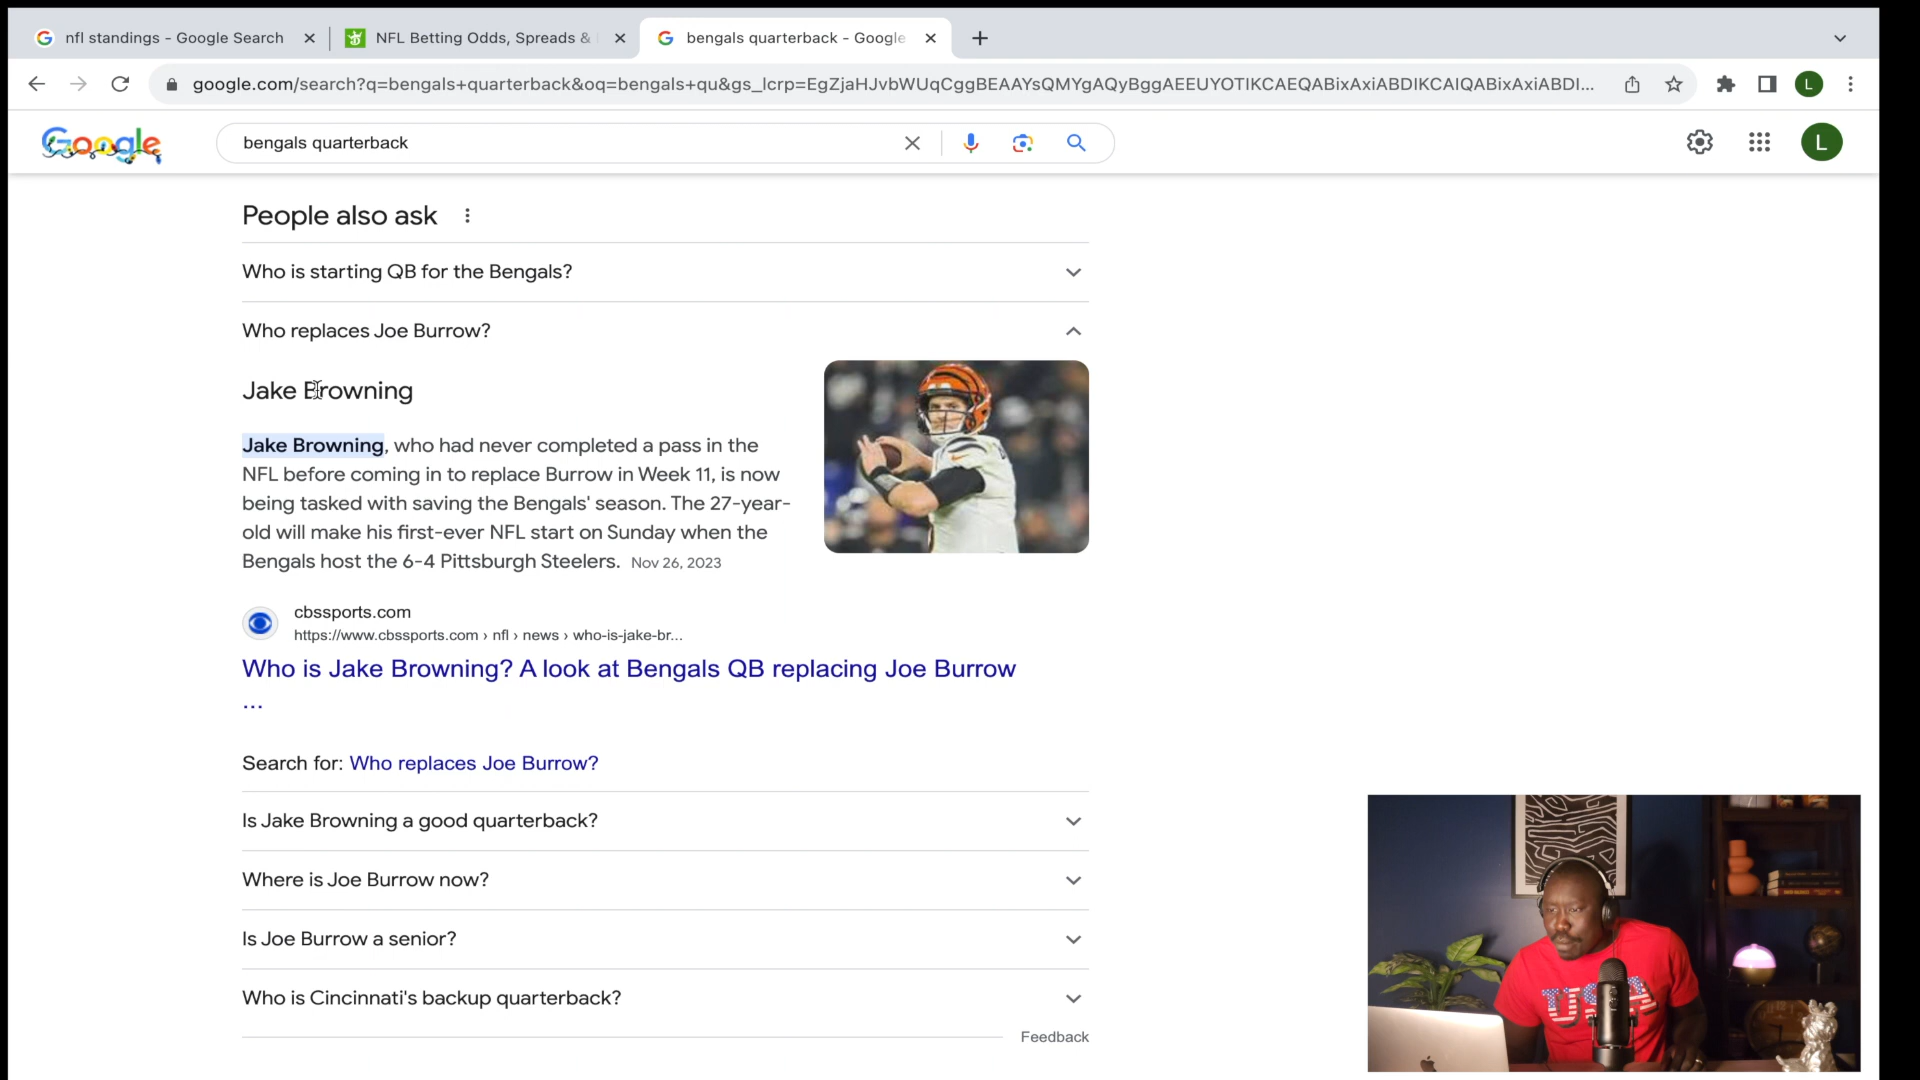 nfl standings - Google Search
NFL Betting Odds, Spreads &
bengals quarterback - Google
google.com/search?q=bengals+quarterback&oq=bengals+qu&gs_lcrp=EgZjaHJvbWUqCggBEAAYsQMYgAQyBggAEEUYOTIKCAEQABixAxiABDIKCAIQABixAxiABDI...
L
Google
bengals quarterback
L
People also ask
Who is starting QB for the Bengals?
Who replaces Joe Burrow?
Jake Browning
Jake Browning, who had never completed a pass in the
NFL before coming in to replace Burrow in Week 11, is now
being tasked with saving the Bengals' season. The 27-year-
old will make his first-ever NFL start on Sunday when the
Bengals host the 6-4 Pittsburgh Steelers. Nov 26, 2023
cbssports.com
https://www.cbssports.com › nfl › news › who-is-jake-br...
Who is Jake Browning? A look at Bengals QB replacing Joe Burrow
...
Search for: Who replaces Joe Burrow?
Is Jake Browning a good quarterback?
Where is Joe Burrow now?
Is Joe Burrow a senior?
Who is Cincinnati's backup quarterback?
Feedback
USA